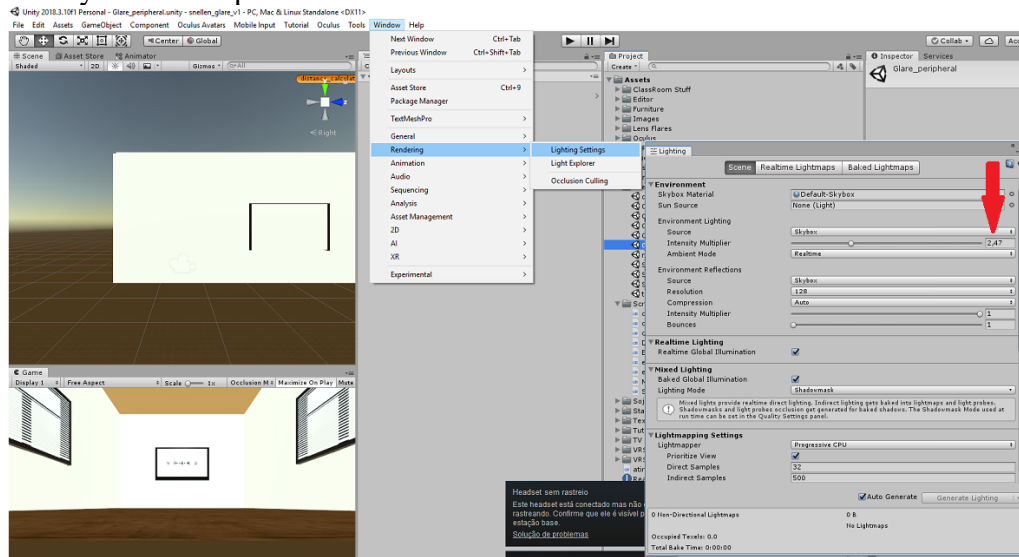 Unity 2018.3.10f1 Personal - Glare_peripheral.unity - snellen_glare_v1 - PC, Mac & Linux Standalone <DX11>
File Edit Assets GameObject Component Oculus Avatars Mobile Input Tutorial Oculus Tools Window Help
Center Global
Collab
Scene Asset Store Animator
Shaded 2D Gizmos All
Right
Next Window Ctrl+Tab
Previous Window Ctrl+Shift+Tab
Layouts
Asset Store Ctrl+9
Package Manager
TextMeshPro
General
Rendering
Animation
Audio
Sequencing
Analysis
Asset Management
2D
AI
XR
Experimental
Lighting Settings
Light Explorer
Occlusion Culling
Project
Create
Assets
ClassRoom Stuff
Editor
Furniture
Images
Lens Flares
Oculus
Inspector Services
Glare_peripheral
Lighting
Scene Realtime Lightmaps Baked Lightmaps
Environment
Skybox Material Default-Skybox
Sun Source None (Light)
Environment Lighting
Source Skybox
Intensity Multiplier 2,47
Ambient Mode Realtime
Environment Reflections
Source Skybox
Resolution 128
Compression Auto
Intensity Multiplier 1
Bounces 1
Realtime Lighting
Realtime Global Illumination
Mixed Lighting
Baked Global Illumination
Lighting Mode Shadowmask
Mixed lights provide realtime direct lighting. Indirect lighting gets baked into lightmaps and light probes.
Shadowmasks and light probes occlusion get generated for baked shadows. The Shadowmask Mode used at
run time can be set in the Quality Settings panel.
Lightmapping Settings
Lightmapper Progressive CPU
Prioritize View
Direct Samples 32
Indirect Samples 500
Auto Generate Generate Lighting
0 Non-Directional Lightmaps 0 B
No Lightmaps
Occupied Texels: 0.0
Total Bake Time: 0:00:00
Game
Display 1 Free Aspect Scale 1x Occlusion M Maximize On Play Mute
Headset sem rastreio
Este headset está conectado mas não
rastreando. Confirme que ele é visível p
estação base.
Solução de problemas